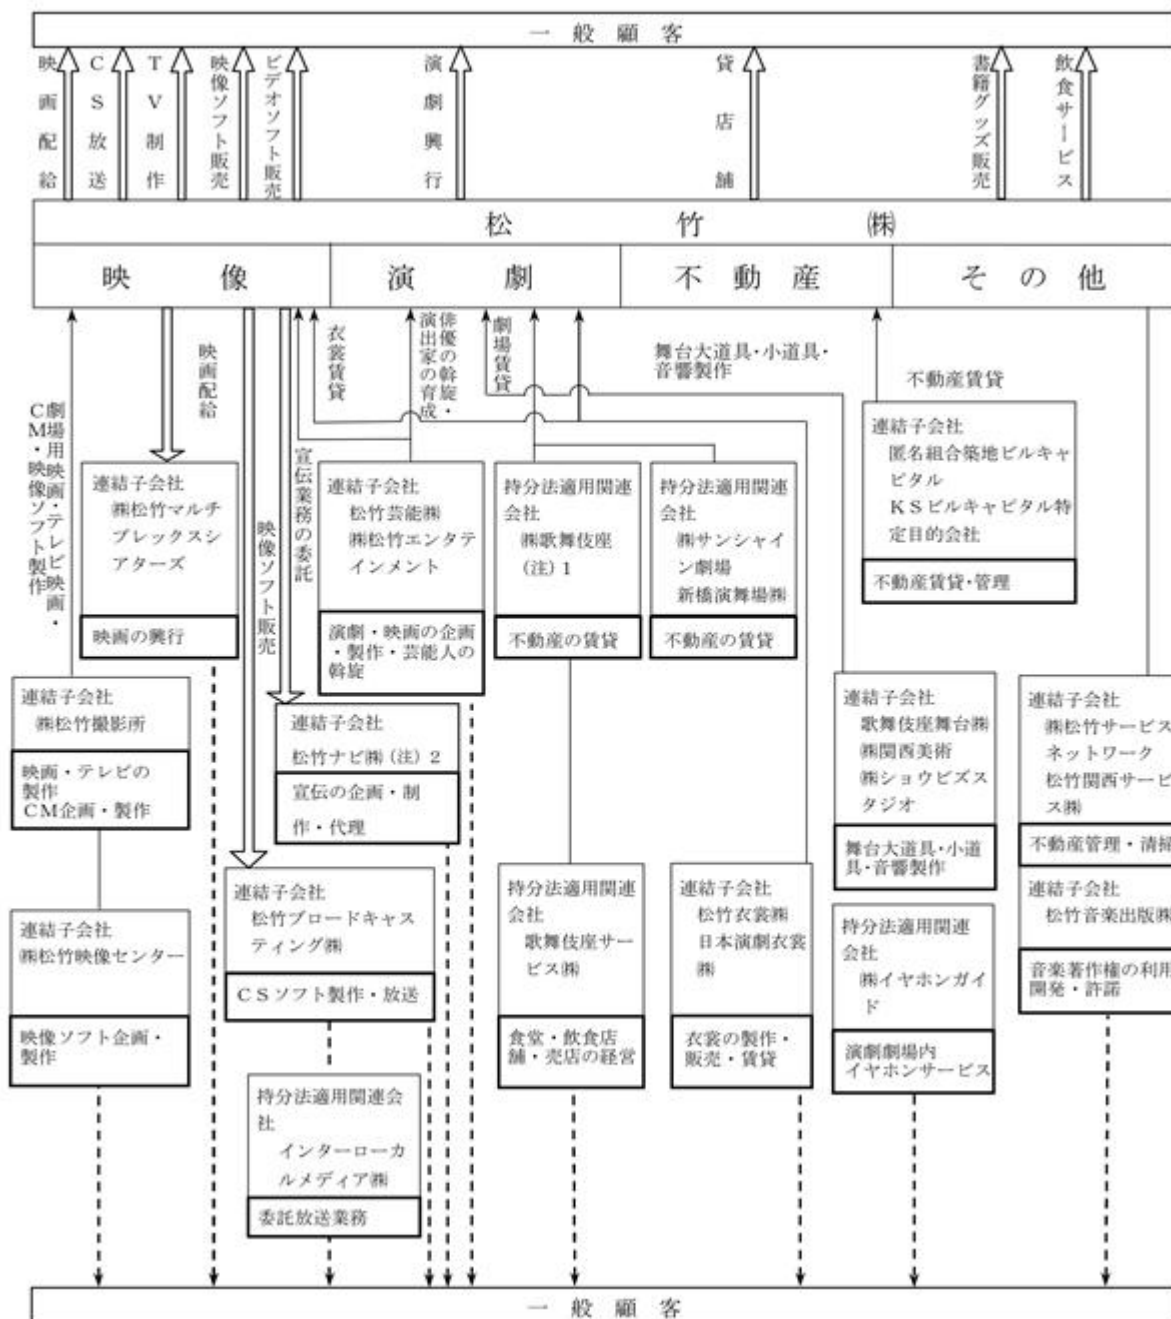 一般顧客
映画配給
CS放送
TV制作
映像ソフト販売
ビデオソフト販売
演劇興行
貸店舗
書籍グッズ販売
飲食サービス
松竹㈱
映像
演劇
不動産
その他
劇場用映画・テレビ映画・
CM・映像ソフト製作
映画配給
映像ソフト販売
宣伝業務の委託
衣裳賃貸
俳優の斡旋・
演出家の育成
劇場賃貸
舞台大道具・小道具・
音響製作
不動産賃貸
連結子会社
㈱松竹マルチ
プレックスシ
アターズ
映画の興行
連結子会社
松竹芸能㈱
㈱松竹エンタテ
インメント
演劇・映画の企画
・製作・芸能人の
斡旋
持分法適用関連
会社
㈱歌舞伎座
(注) 1
不動産の賃貸
持分法適用関連
会社
㈱サンシャイ
ン劇場
新橋演舞場㈱
不動産の賃貸
連結子会社
匿名組合築地ビルキャ
ピタル
KSビルキャピタル特
定目的会社
不動産賃貸・管理
連結子会社
㈱松竹撮影所
映画・テレビの
製作
CM企画・製作
連結子会社
松竹ナビ㈱ (注) 2
宣伝の企画・制
作・代理
連結子会社
歌舞伎座舞台㈱
㈱関西美術
㈱ショウビズス
タジオ
舞台大道具・小道
具・音響製作
連結子会社
㈱松竹サービス
ネットワーク
松竹関西サービ
ス㈱
不動産管理・清掃
連結子会社
㈱松竹映像センター
映像ソフト企画・
製作
連結子会社
松竹ブロードキャス
ティング㈱
CSソフト製作・放送
持分法適用関連
会社
歌舞伎座サー
ビス㈱
食堂・飲食店
舗・売店の経営
連結子会社
松竹衣裳㈱
日本演劇衣裳
㈱
衣裳の製作・
販売・賃貸
持分法適用関連
会社
㈱イヤホンガイ
ド
演劇劇場内
イヤホンサービス
連結子会社
松竹音楽出版㈱
音楽著作権の利用
開発・許諾
持分法適用関連会
社
インターローカ
ルメディア㈱
委託放送業務
一般顧客